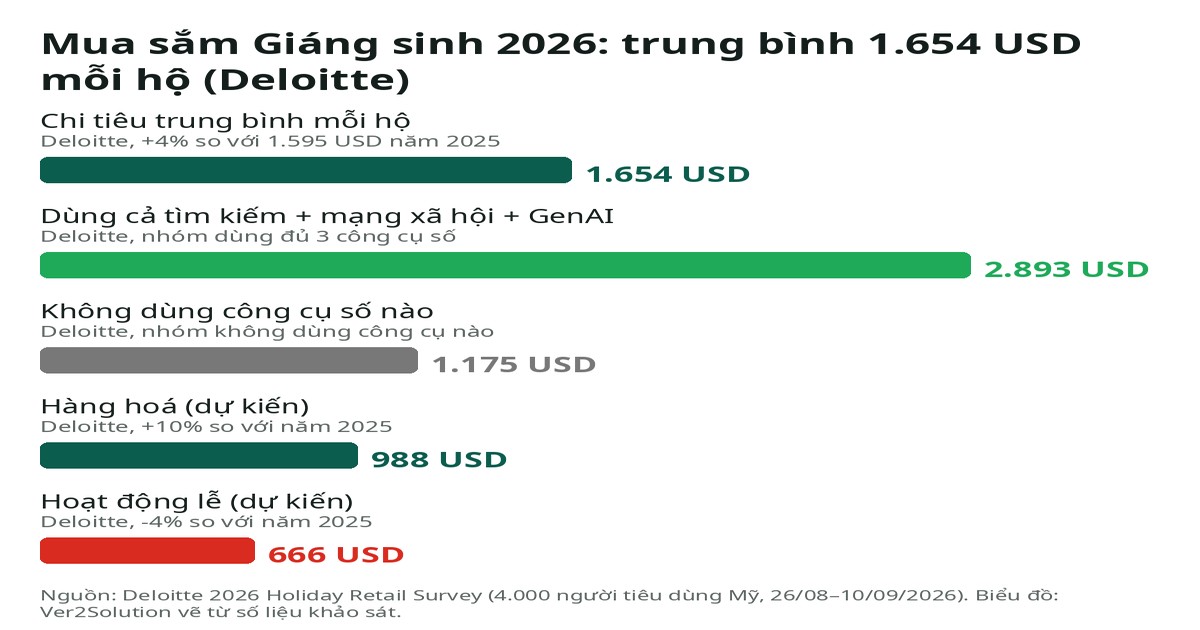 Mua sắm Giáng sinh 2026: trung bình 1.654 USD
mỗi hộ (Deloitte)
Chi tiêu trung bình mỗi hộ
Deloitte, +4% so với 1.595 USD năm 2025
1.654 USD
Dùng cả tìm kiếm + mạng xã hội + GenAI
Deloitte, nhóm dùng đủ 3 công cụ số
2.893 USD
Không dùng công cụ số nào
Deloitte, nhóm không dùng công cụ nào
1.175 USD
Hàng hoá (dự kiến)
Deloitte, +10% so với năm 2025
988 USD
Hoạt động lễ (dự kiến)
Deloitte, -4% so với năm 2025
666 USD
Nguồn: Deloitte 2026 Holiday Retail Survey (4.000 người tiêu dùng Mỹ, 26/08–10/09/2026). Biểu đồ:
Ver2Solution vẽ từ số liệu khảo sát.